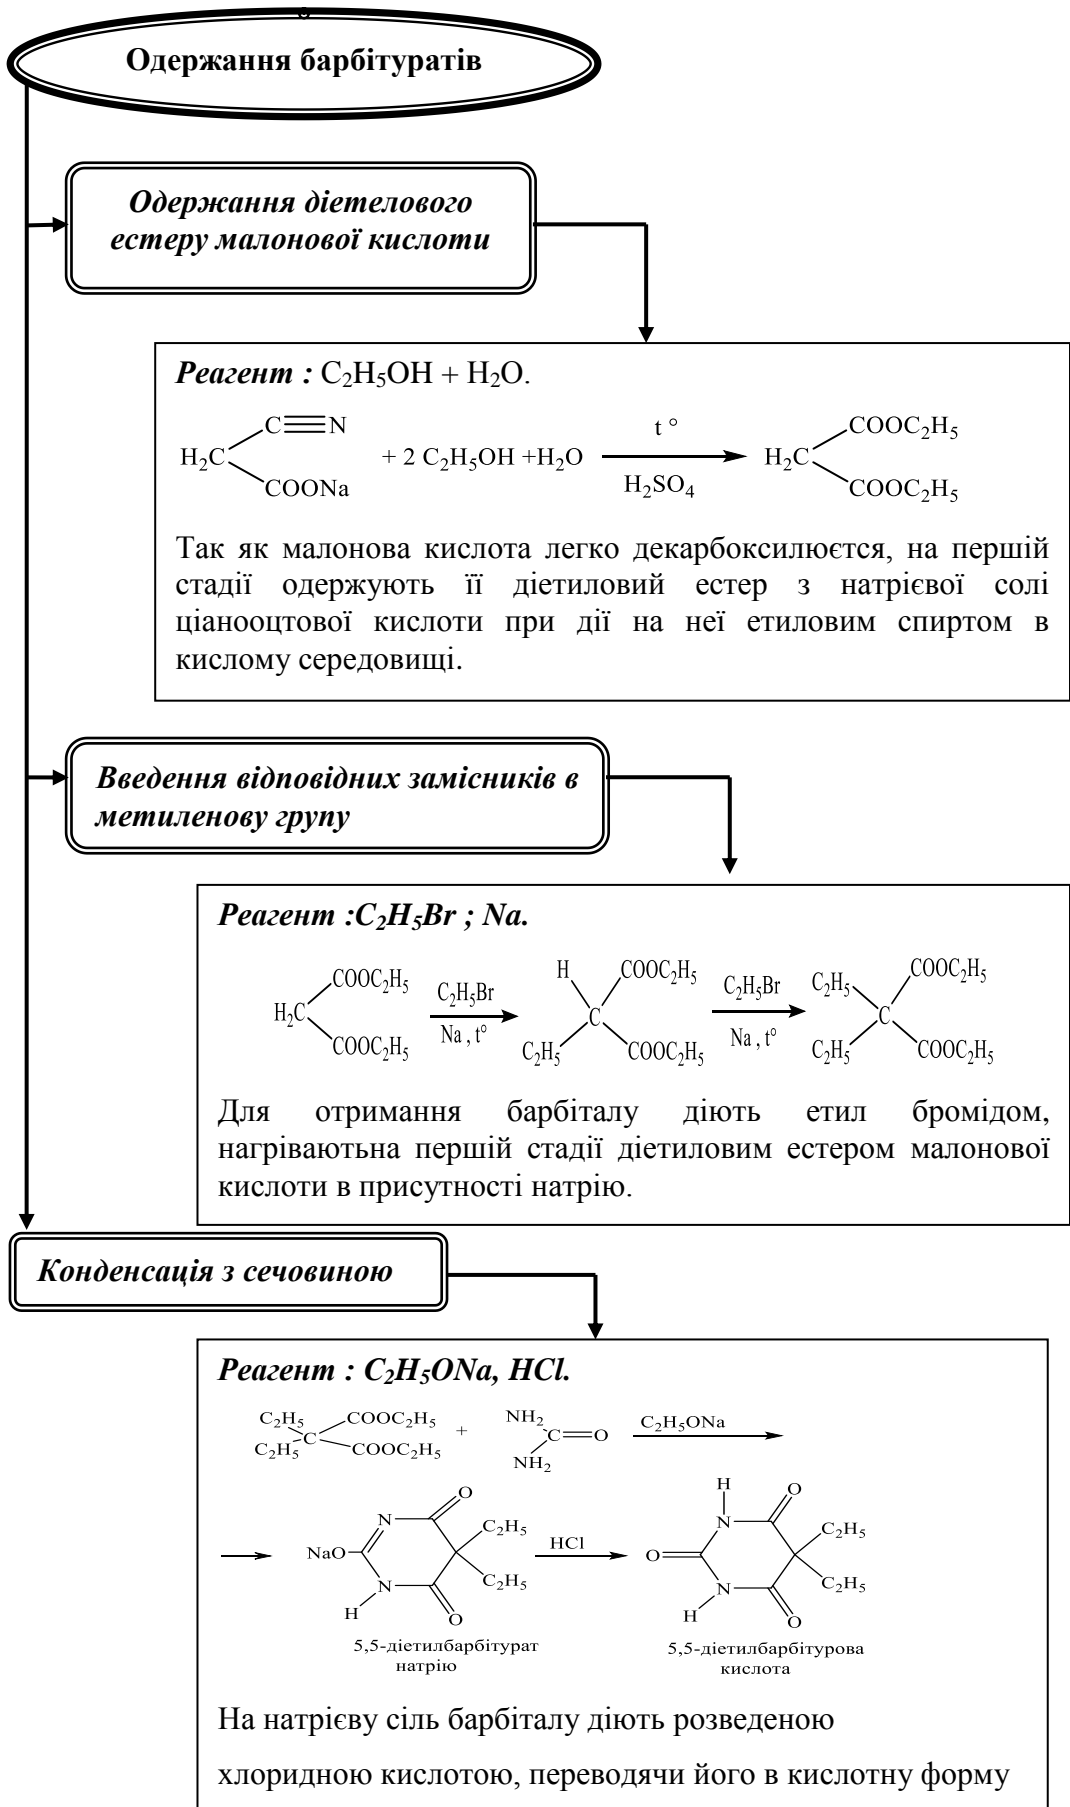 Одержання барбітуратів
Одержання діетелового
естеру малонової кислоти
Реагент : C₂H₅OH + H₂O.
C≡N
H₂C
COONa
+ 2 C₂H₅OH +H₂O
t °
H₂SO₄
COOC₂H₅
H₂C
COOC₂H₅
Так як малонова кислота легко декарбоксилюєтся, на першій
стадії одержують її діетиловий естер з натрієвої солі
ціанооцтової кислоти при дії на неї етиловим спиртом в
кислому середовищі.
Введення відповідних замісників в
метиленову групу
Реагент :C₂H₅Br ; Na.
COOC₂H₅
H₂C
COOC₂H₅
C₂H₅Br
Na , t°
H
COOC₂H₅
C
C₂H₅
COOC₂H₅
C₂H₅Br
Na , t°
C₂H₅
COOC₂H₅
C
C₂H₅
COOC₂H₅
Для отримання барбіталу діють етил бромідом,
нагріваютьна першій стадії діетиловим естером малонової
кислоти в присутності натрію.
Конденсація з сечовиною
Реагент : C₂H₅ONa, HCl.
C₂H₅
COOC₂H₅
C
C₂H₅
COOC₂H₅
+
NH₂
C=O
NH₂
C₂H₅ONa
O
N
C₂H₅
NaO
C₂H₅
N
H
O
HCl
H
O
N
C₂H₅
O
C₂H₅
N
H
O
5,5-діетилбарбітурат
натрію
5,5-діетилбарбітурова
кислота
На натрієву сіль барбіталу діють розведеною
хлоридною кислотою, переводячи його в кислотну форму